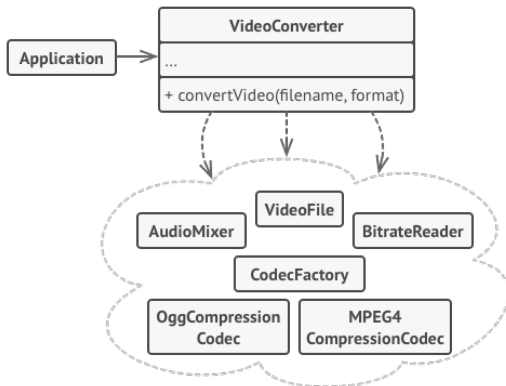 VideoConverter
Application
...
+ convertVideo(filename, format)
VideoFile
AudioMixer
BitrateReader
CodecFactory
OggCompression
Codec
MPEG4
CompressionCodec